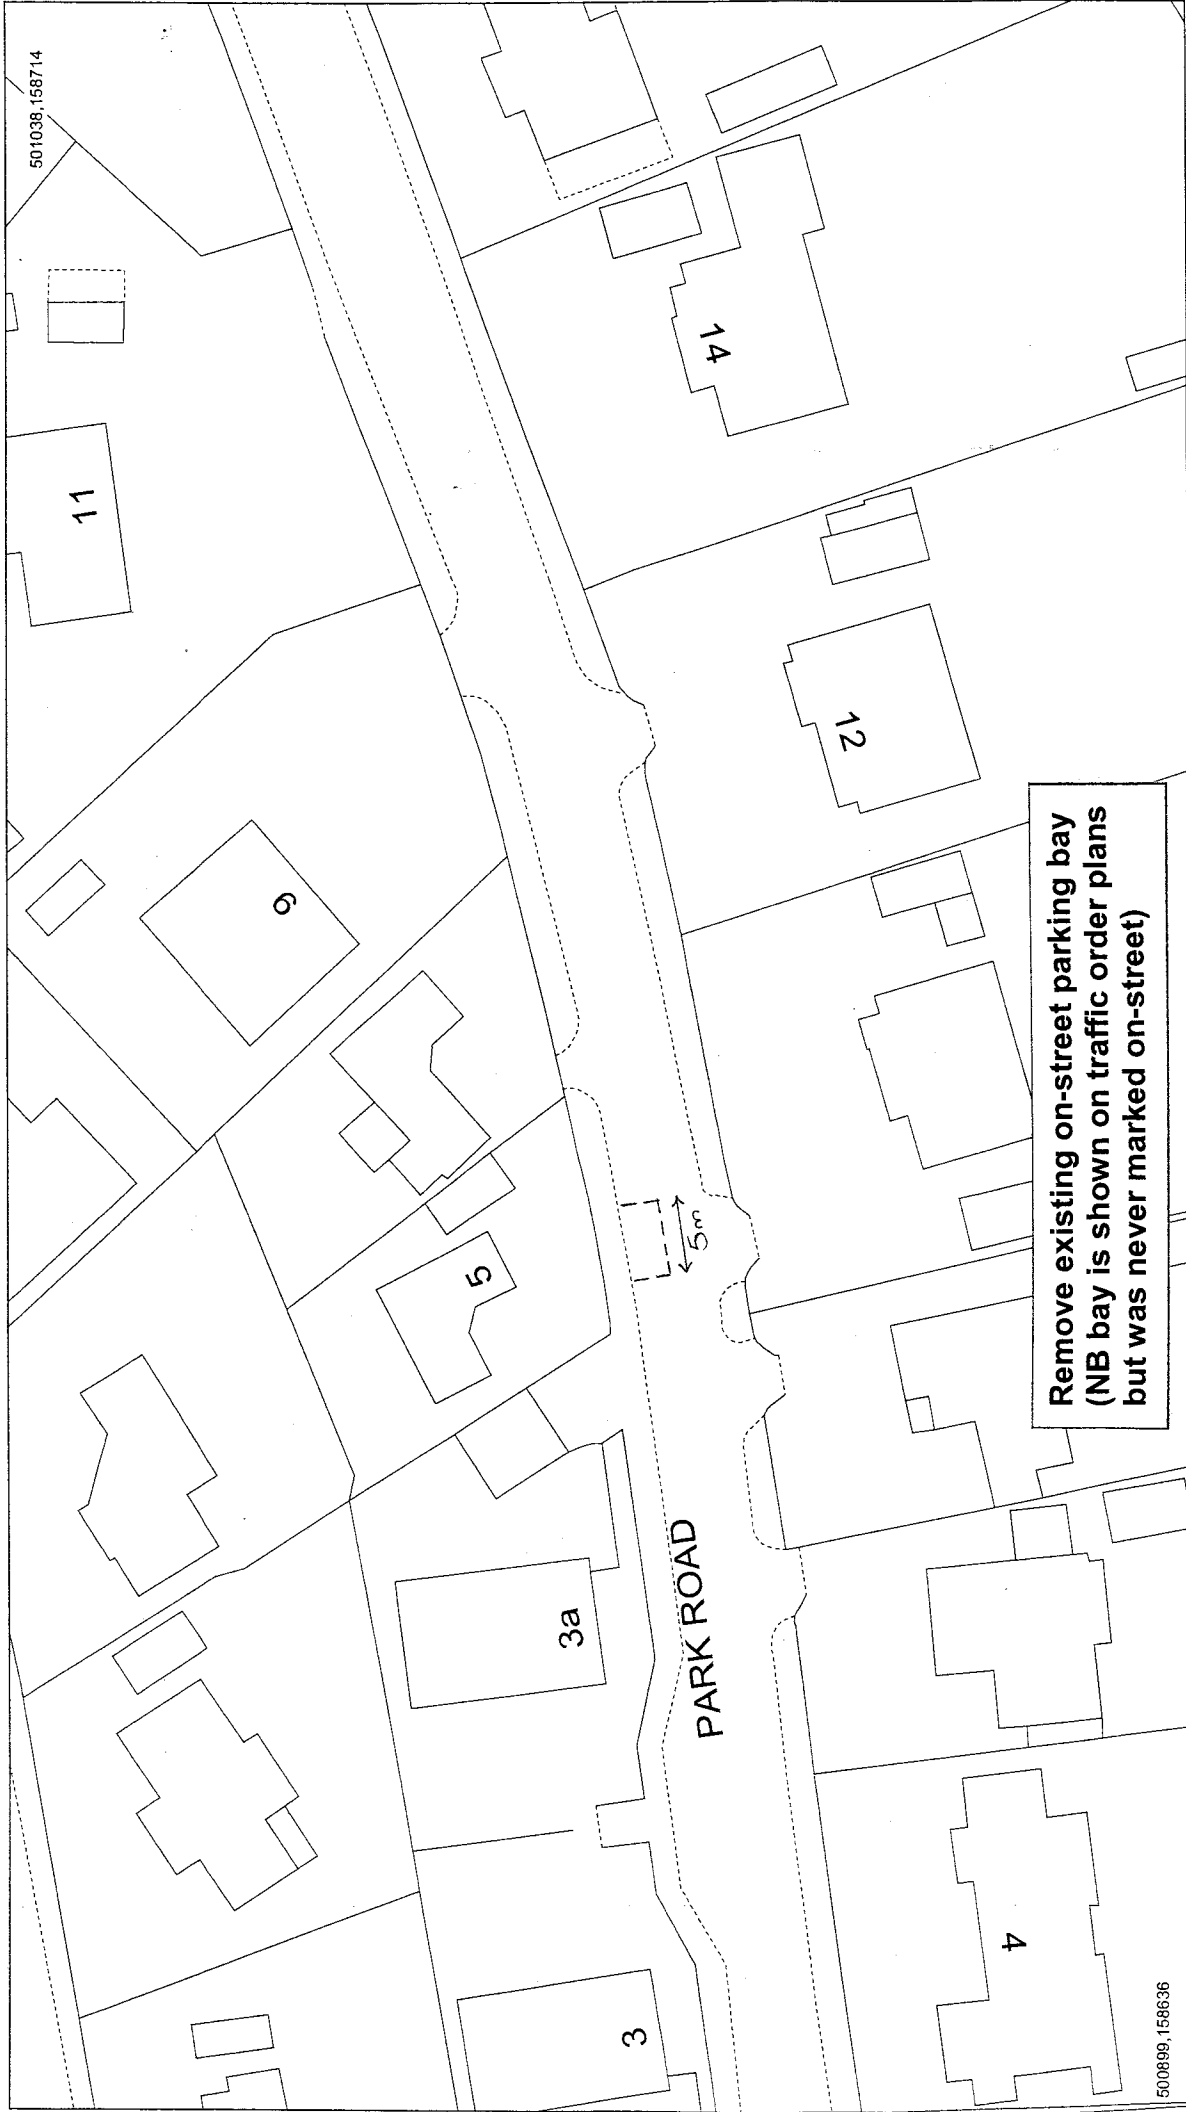 501038,158714
11
9
5
3a
3
5m
PARK ROAD
14
12
4
Remove existing on-street parking bay
(NB bay is shown on traffic order plans
but was never marked on-street)
500899,158636